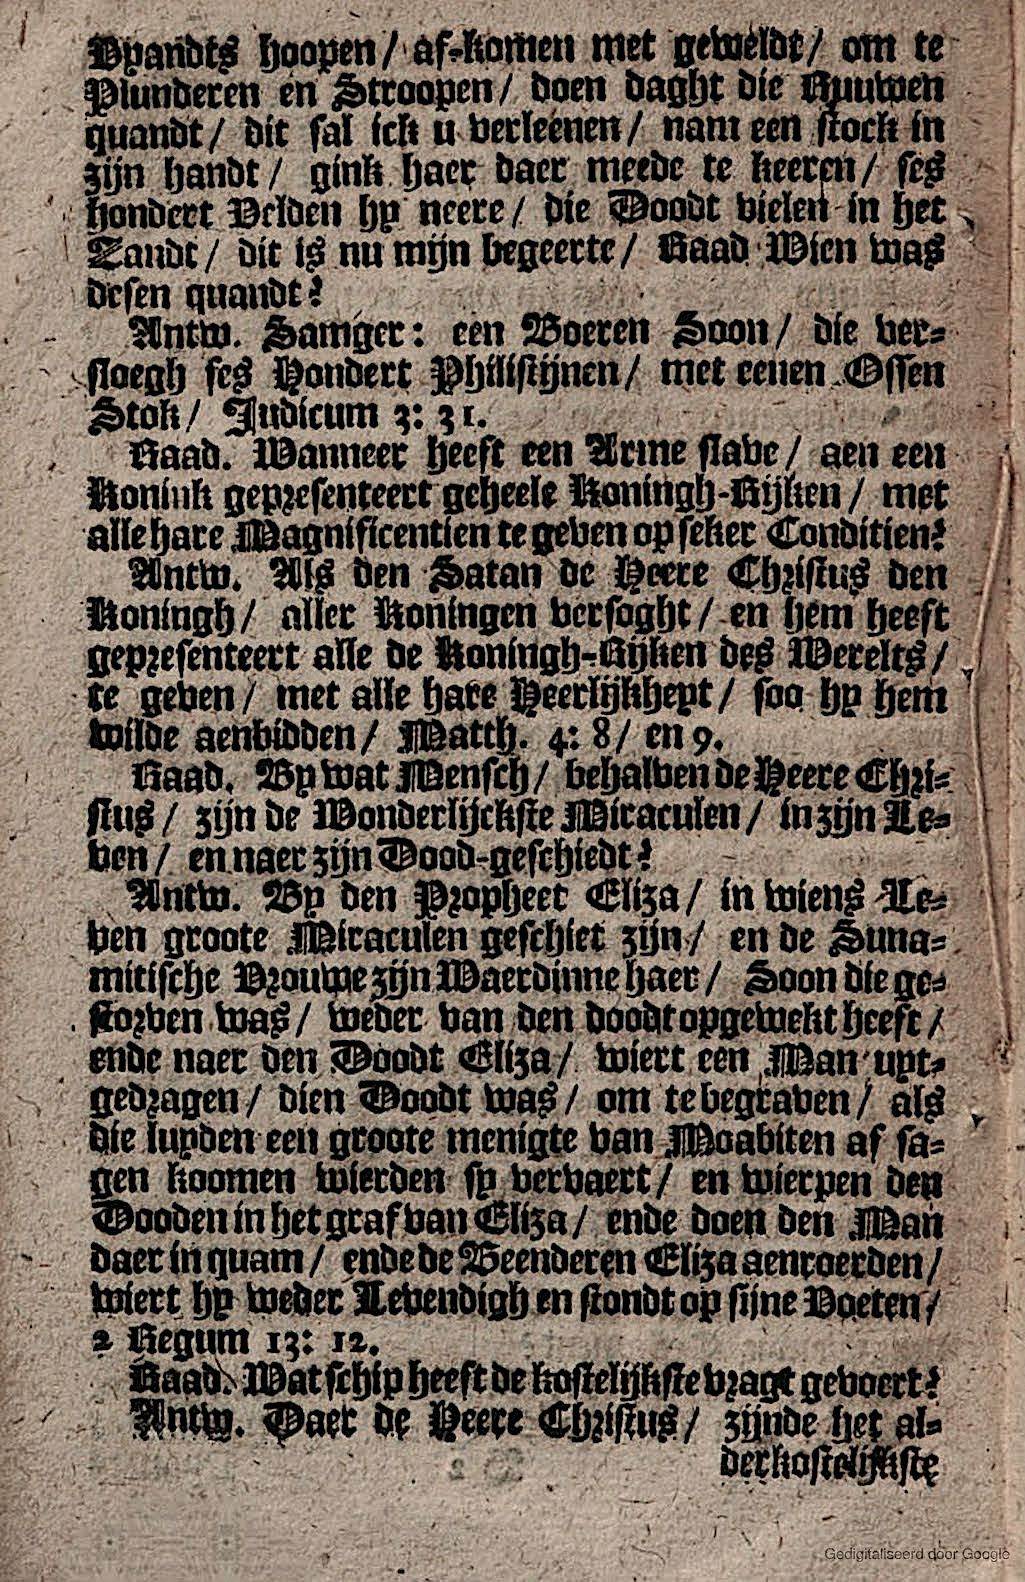 Vyandts hoopen / af-komen met geweldt / om te
Plunderen en Stroopen / doen daght die Ruuwen
quandt / dit sal ick u verleenen / nam een stock in
zijn handt / gink haer daer meede te keeren / ses
hondert Velden hy neere / die Doodt vielen in het
Zandt / dit is nu mijn begeerte / Raad Wien was
desen quandt?
Antw. Samger: een Boeren Soon / die ver-
sloegh ses Hondert Philistijnen / met eenen Ossen
Stok / Judicum 3: 31.
Raad. Wanneer heeft een Arme slave / aen een
Konink gepresenteert geheele Koningh-Rijken / met
alle hare Magnificentien te geven op seker Conditien?
Antw. Als den Satan de Heere Christus den
Koningh / aller Koningen versoght / en hem heeft
gepresenteert alle de Koningh-Rijken des Werelts /
te geven / met alle hare Heerlijkheyt / soo hy hem
wilde aenbidden / Matth. 4: 8 / en 9.
Raad. By wat Mensch / behalven de Heere Chri-
stus / zijn de Wonderlijckste Miraculen / in zijn Le-
ven / en naer zijn Dood-geschiedt?
Antw. By den Propheet Eliza / in wiens Le-
ven groote Miraculen geschiet zijn / en de Suna-
mitische Vrouwe zijn Waerdinne haer / Soon die ge-
storven was / weder van den doodt opgewekt heeft /
ende naer den Doodt Eliza / wiert een Man uyt-
gedragen / dien Doodt was / om te begraven / als
die luyden een groote menigte van Moabiten af sa-
gen koomen wierden sy vervaert / en wierpen den
Dooden in het graf van Eliza / ende doen den Man
daer in quam / ende de Beenderen Eliza aenroerden /
wiert hy weder Levendigh en stondt op sijne Voeten /
2 Regum 13: 12.
Raad. Wat schip heeft de kostelijkste vragt gevoert?
Antw. Daer de Heere Christus / zijnde het al-
derkostelijkste
Gedigitaliseerd door Google